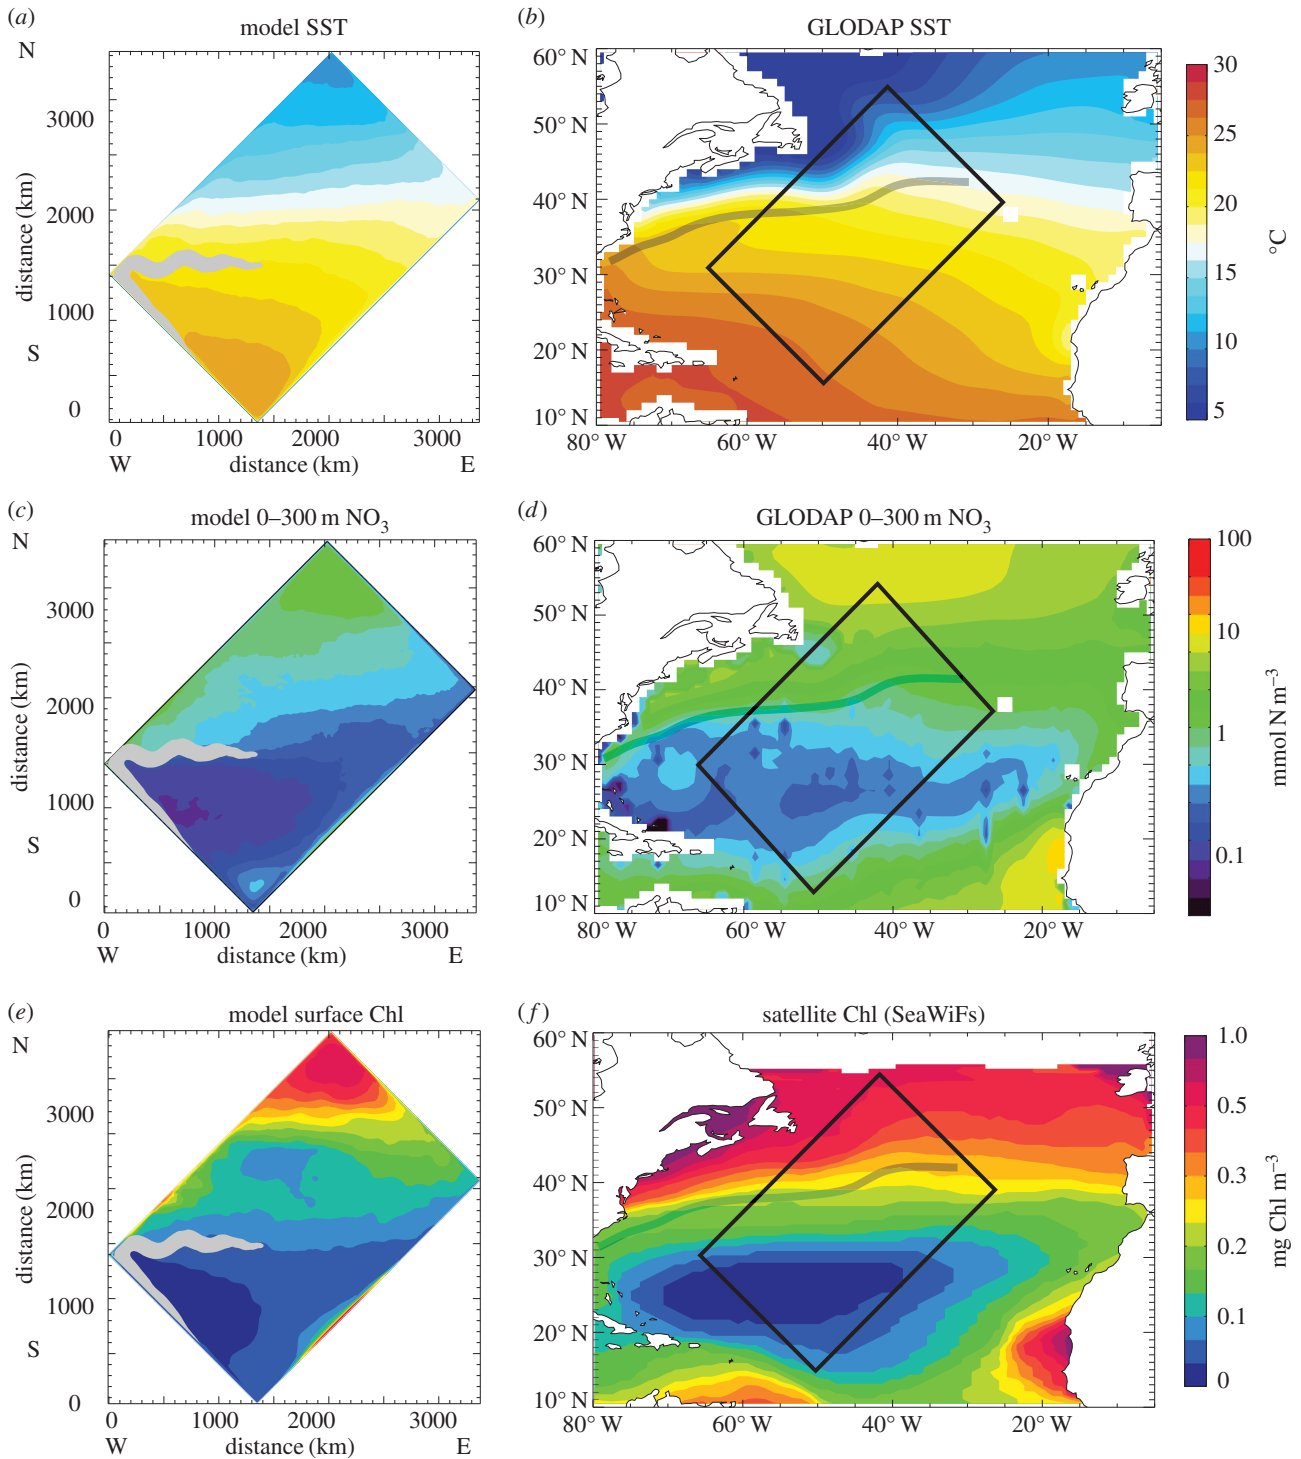 (a) model SST
N
3000
2000
1000
S
0
distance (km)
0 1000 2000 3000
W distance (km) E
(b) GLODAP SST
60° N
50° N
40° N
30° N
20° N
10° N
80° W 60° W 40° W 20° W
30
25
20
15
10
5
°C
(c) model 0–300 m NO3
N
3000
2000
1000
S
0
distance (km)
0 1000 2000 3000
W distance (km) E
(d) GLODAP 0–300 m NO3
60° N
50° N
40° N
30° N
20° N
10° N
80° W 60° W 40° W 20° W
100
10
1
0.1
mmol N m−3
(e) model surface Chl
N
3000
2000
1000
S
0
distance (km)
0 1000 2000 3000
W distance (km) E
(f) satellite Chl (SeaWiFs)
60° N
50° N
40° N
30° N
20° N
10° N
80° W 60° W 40° W 20° W
1.0
0.5
0.3
0.2
0.1
0
mg Chl m−3